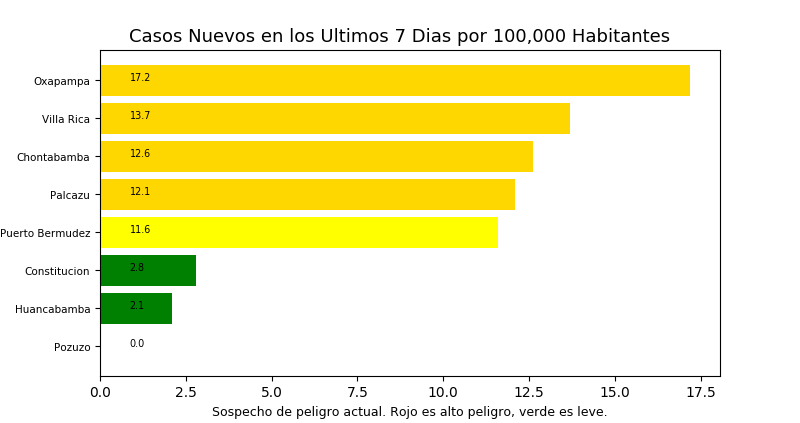 Casos Nuevos en los Ultimos 7 Dias por 100,000 Habitantes
Oxapampa 17.2
Villa Rica 13.7
Chontabamba 12.6
Palcazu 12.1
Puerto Bermudez 11.6
Constitucion 2.8
Huancabamba 2.1
Pozuzo 0.0
0.0 2.5 5.0 7.5 10.0 12.5 15.0 17.5
Sospecho de peligro actual. Rojo es alto peligro, verde es leve.